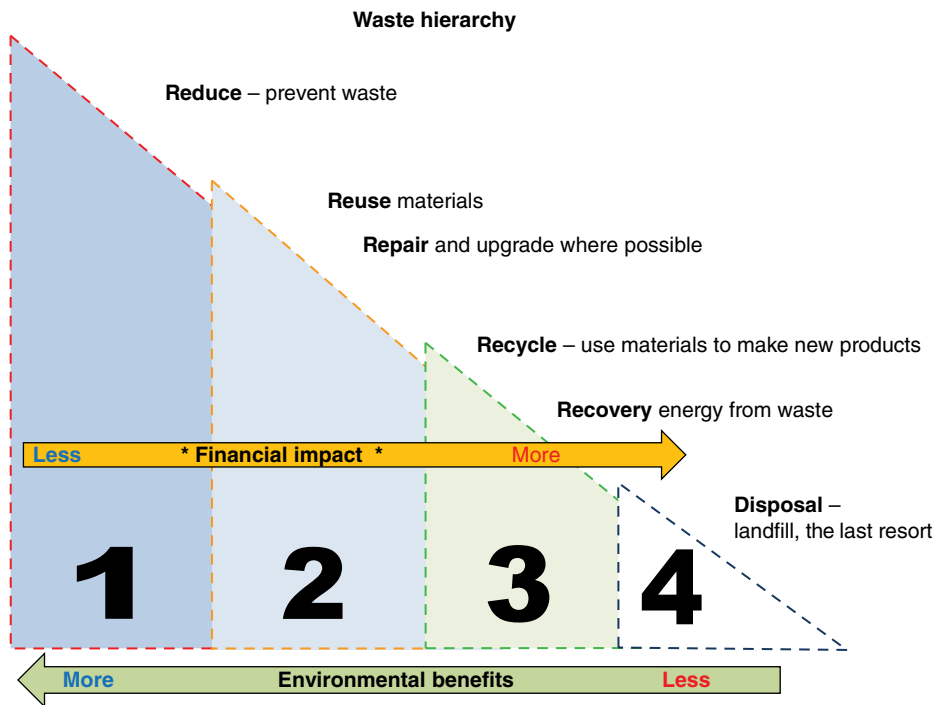 Waste hierarchy
Reduce – prevent waste
Reuse materials
Repair and upgrade where possible
Recycle – use materials to make new products
Recovery energy from waste
Less * Financial impact * More
Disposal –
landfill, the last resort
1 2 3 4
More Environmental benefits Less